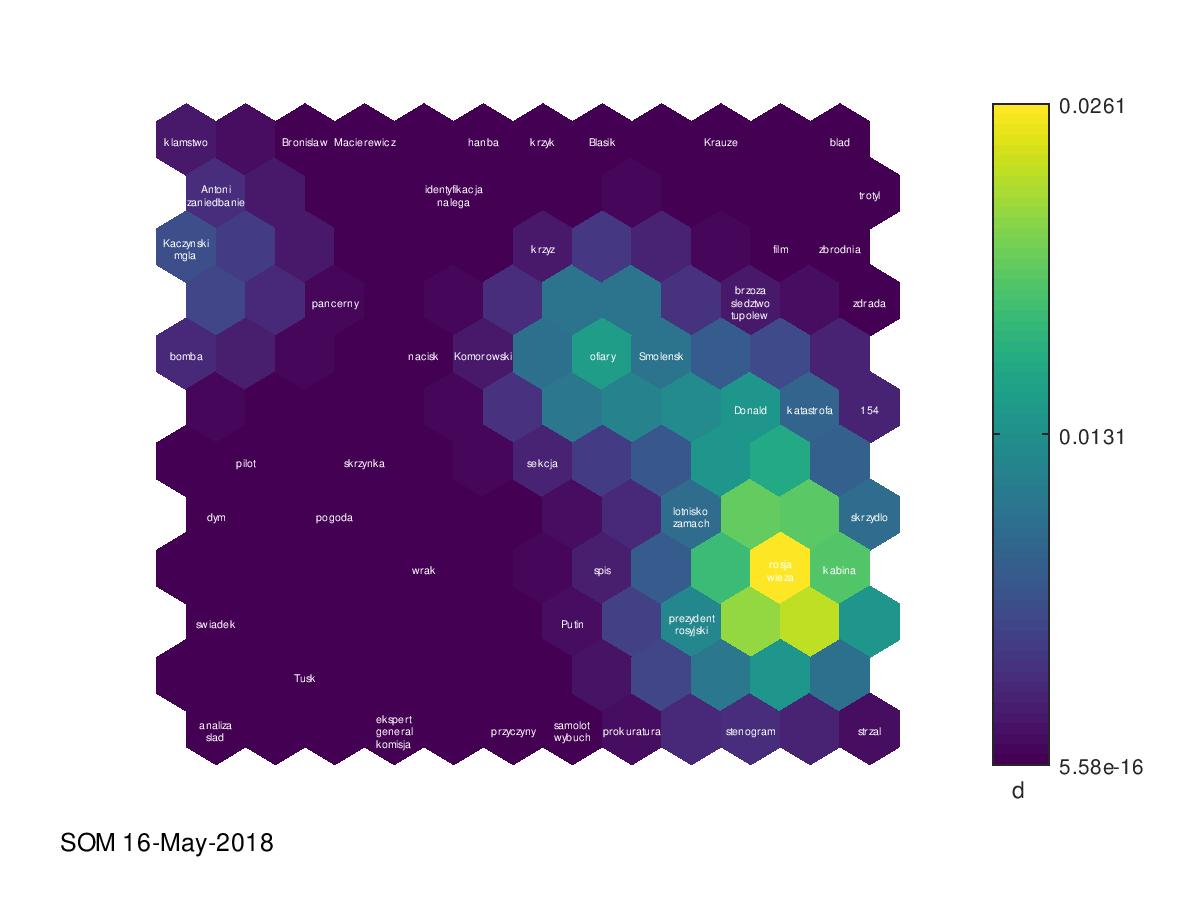 0.0261
klamstwo Bronislaw Macierewicz hanba krzyk Blasik Krauze blad
Antoni
zaniedbanie
identyfikacja
nalega
trotyl
Kaczynski
mgla
krzyz film zbrodnia
pancerny
brzoza
sledztwo
tupolew
zdrada
bomba nacisk Komorowski ofiary Smolensk
Donald katastrofa 154
0.0131
pilot skrzynka sekcja
dym pogoda
lotnisko
zamach
skrzydlo
wrak spis
rosja
wieza
kabina
swiadek Putin
prezydent
rosyjski
Tusk
analiza
slad
ekspert
general
komisja
przyczyny
samolot
wybuch
prokuratura stenogram strzal
5.58e-16
d
SOM 16-May-2018